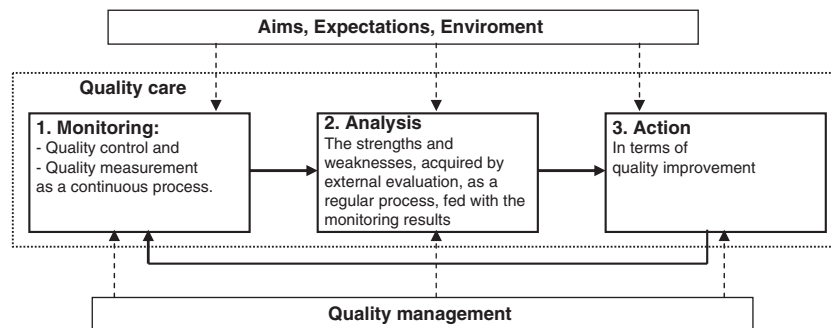 Aims, Expectations, Enviroment
Quality care
1. Monitoring:
- Quality control and
- Quality measurement
as a continuous process.
2. Analysis
The strengths and
weaknesses, acquired by
external evaluation, as a
regular process, fed with the
monitoring results
3. Action
In terms of
quality improvement
Quality management